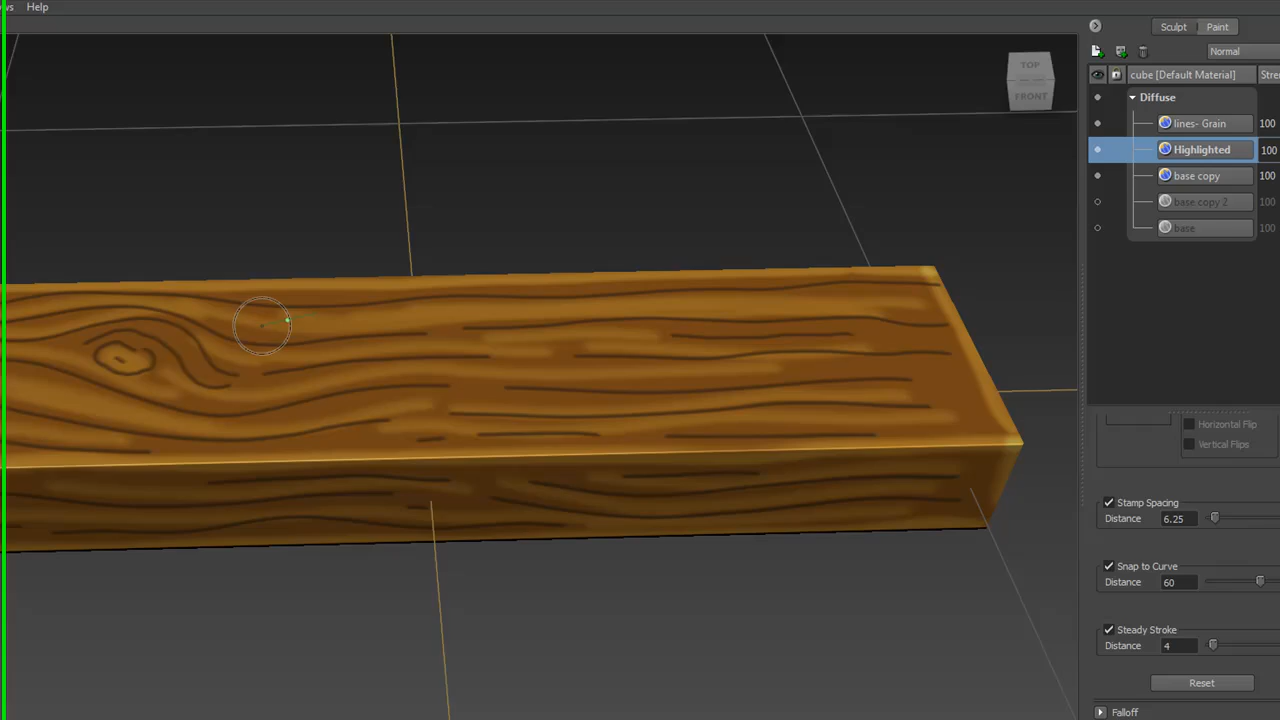 ws Help
Sculpt Paint
Normal
TOP
FRONT
cube [Default Material] Stre
Diffuse
lines- Grain 100
Highlighted 100
base copy 100
base copy 2 100
base 100
Horizontal Flip
Vertical Flips
Stamp Spacing
Distance 6.25
Snap to Curve
Distance 60
Steady Stroke
Distance 4
Reset
Falloff